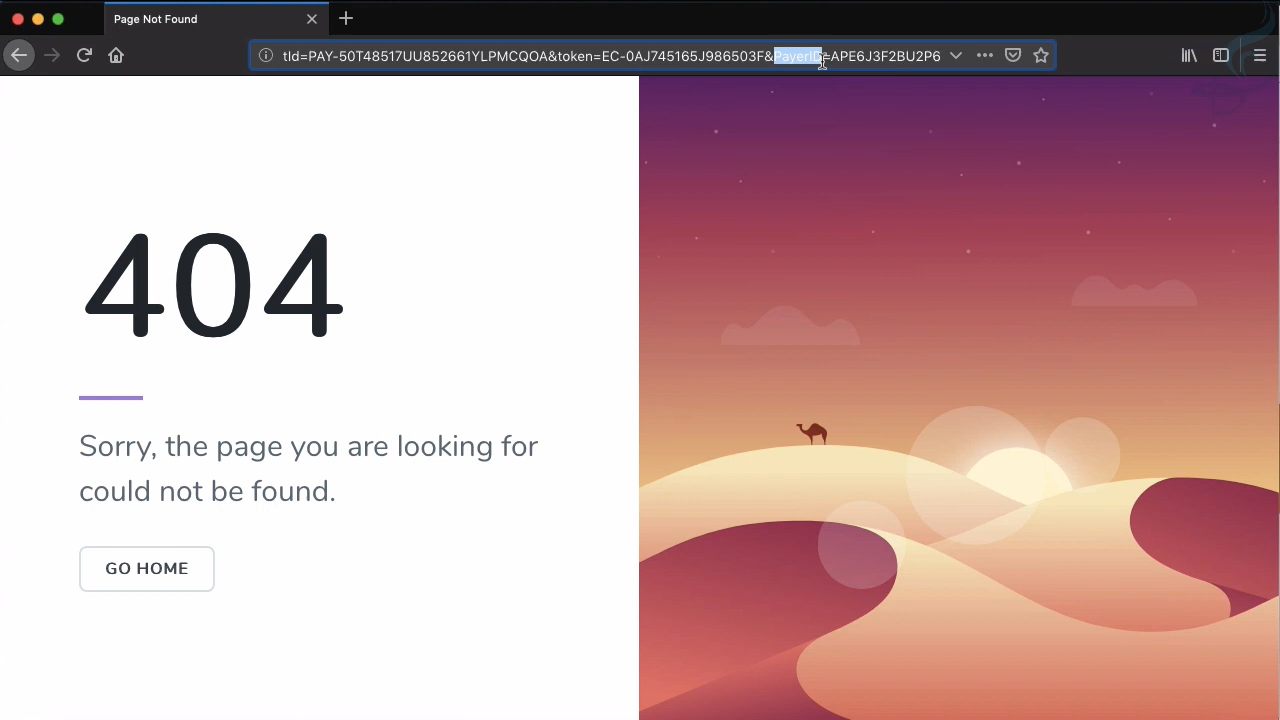 Page Not Found
tId=PAY-50T48517UU852661YLPMCQOA&token=EC-0AJ745165J986503F&PayerID=APE6J3F2BU2P6
404
Sorry, the page you are looking for
could not be found.
GO HOME